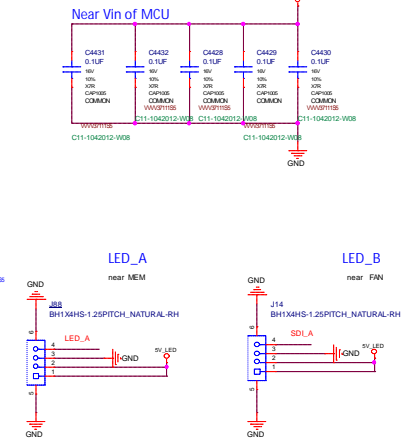 Near Vin of MCU
C4431 C4432 C4428 C4429 C4430
0.1UF 0.1UF 0.1UF 0.1UF 0.1UF
16V 16V 16V 16V 16V
10% 10% 10% 10% 10%
X7R X7R X7R X7R X7R
CAP1005 CAP1005 CAP1005 CAP1005 CAP1005
COMMON COMMON COMMON COMMON COMMON
C11-1042012-W08 C11-1042012-W08 C11-1042012-W08
C11-1042012-W08 C11-1042012-W08
GND
LED_A LED_B
near MEM near FAN
GND GND
J88 J14
BH1X4HS-1.25PITCH_NATURAL-RH BH1X4HS-1.25PITCH_NATURAL-RH
6 6
LED_A SDI_A
4 4
3 GND 5V_LED 3 GND 5V_LED
2 2
1 1
5 5
GND GND